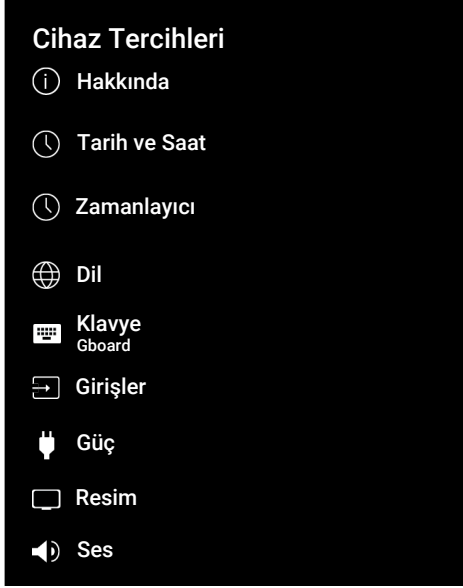 Cihaz Tercihleri
Hakkında
Tarih ve Saat
Zamanlayıcı
Dil
Klavye
Gboard
Girişler
Güç
Resim
Ses